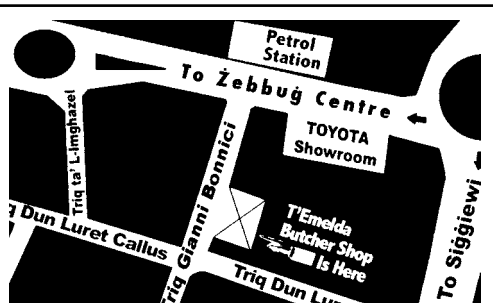 Petrol
Station
To Żebbuġ Centre
TOYOTA
Showroom
Triq ta' L-Imghazel
Triq Gianni Bonnici
To Siġġiewi
T'Emelda
Butcher Shop
Is Here
Dun Luret Callus
Triq Dun Luret